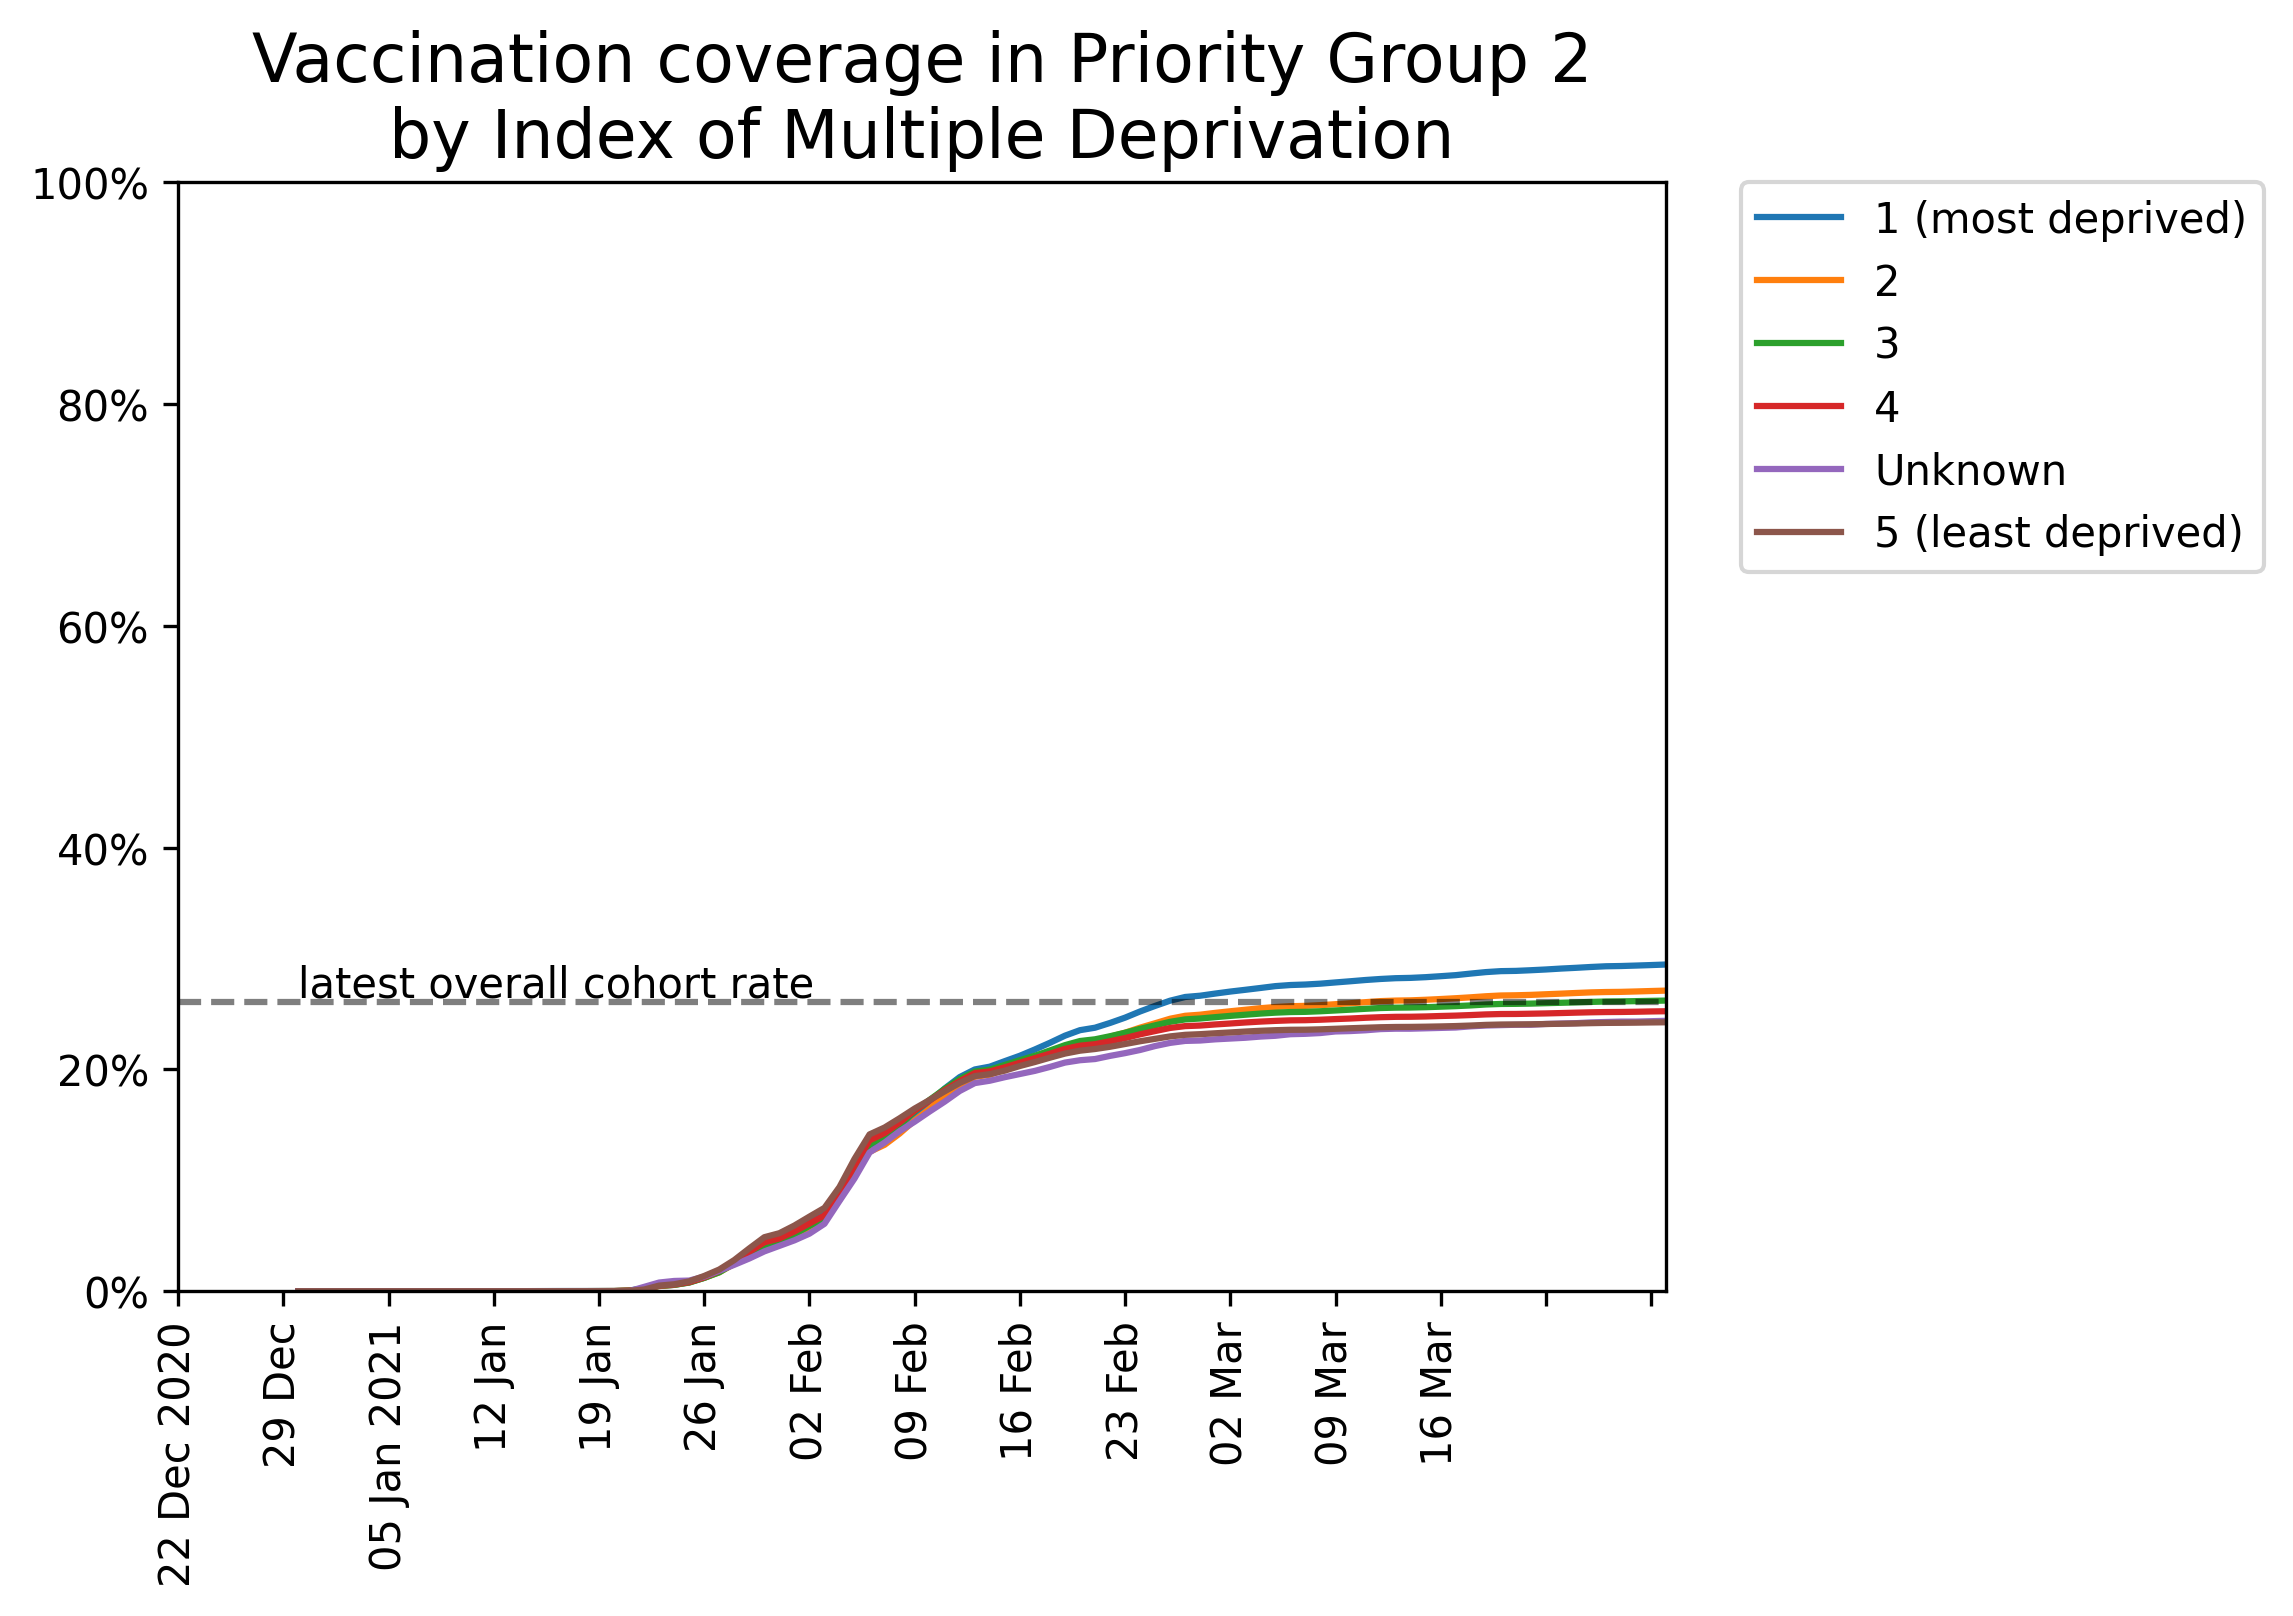 Vaccination coverage in Priority Group 2
by Index of Multiple Deprivation
100%
80%
60%
40%
20%
0%
latest overall cohort rate
22 Dec 2020
29 Dec
05 Jan 2021
12 Jan
19 Jan
26 Jan
02 Feb
09 Feb
16 Feb
23 Feb
02 Mar
09 Mar
16 Mar
1 (most deprived)
2
3
4
Unknown
5 (least deprived)